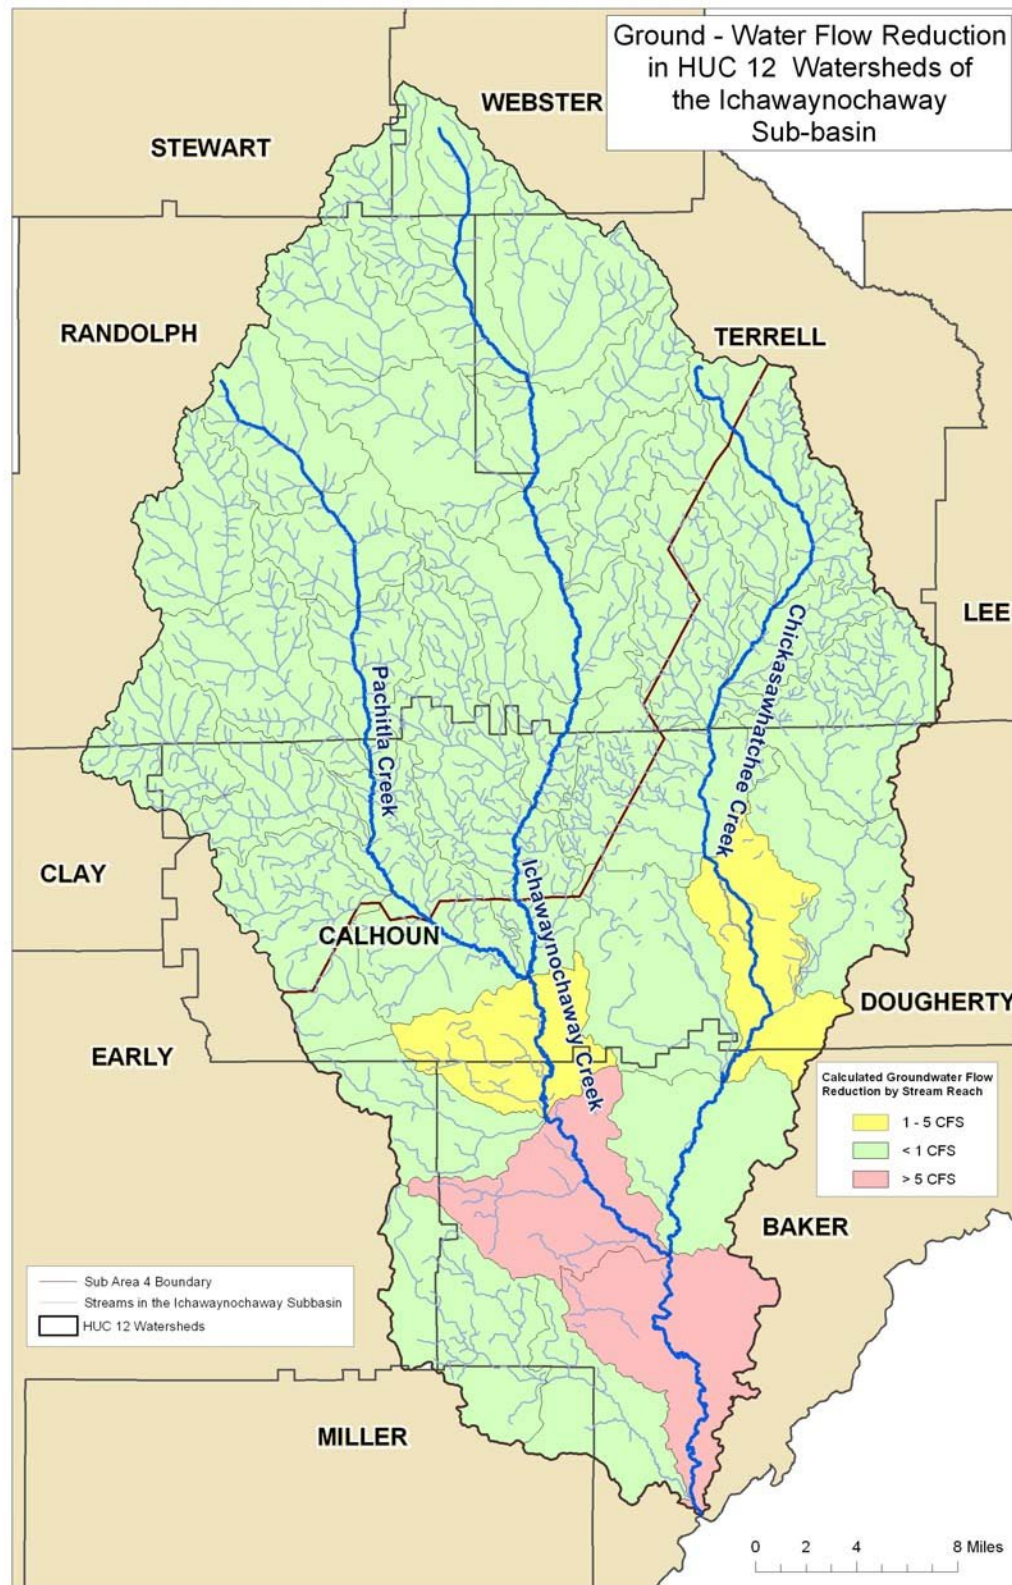 Ground - Water Flow Reduction
in HUC 12 Watersheds of
the Ichawaynochaway
Sub-basin
WEBSTER
STEWART
RANDOLPH
TERRELL
LEE
Chickasawhatchee Creek
Pachitla Creek
Ichawaynochaway Creek
CLAY
CALHOUN
DOUGHERTY
EARLY
Calculated Groundwater Flow
Reduction by Stream Reach
1 - 5 CFS
< 1 CFS
> 5 CFS
BAKER
Sub Area 4 Boundary
Streams in the Ichawaynochaway Subbasin
HUC 12 Watersheds
MILLER
0 2 4 8 Miles